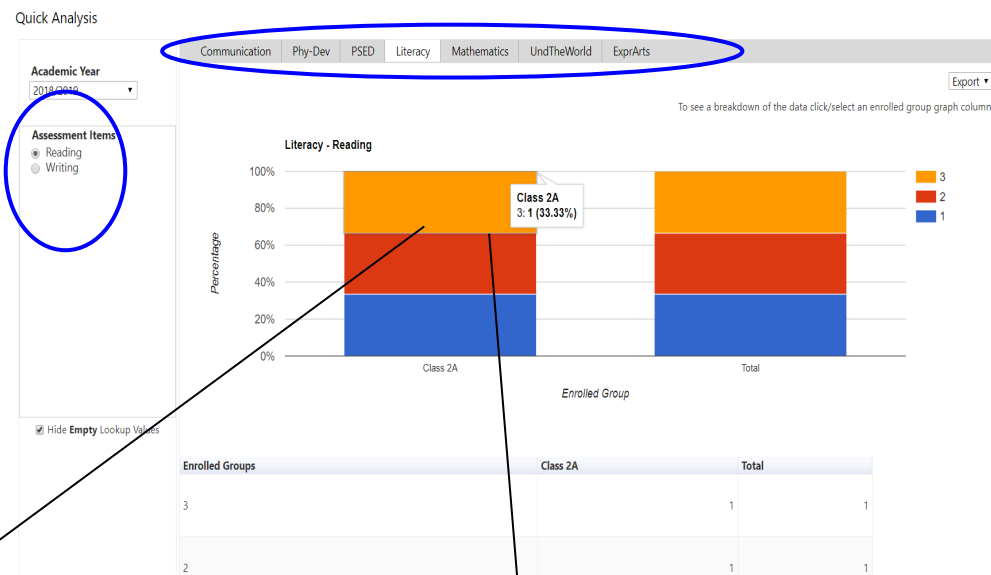 Quick Analysis
Communication Phy-Dev PSED Literacy Mathematics UndTheWorld ExprArts
Academic Year
2018/2019
Export
To see a breakdown of the data click/select an enrolled group graph column
Assessment Items
Reading
Writing
Literacy - Reading
100%
80%
60%
40%
20%
0%
Percentage
Class 2A
3: 1 (33.33%)
3
2
1
Class 2A Total
Enrolled Group
Hide Empty Lookup Values
Enrolled Groups Class 2A Total
3 1 1
2 1 1